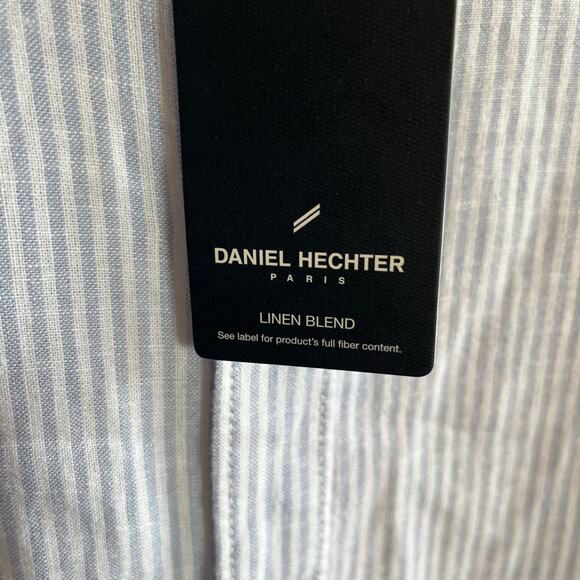 DANIEL HECHTER
PARIS
LINEN BLEND
See label for product's full fiber content.